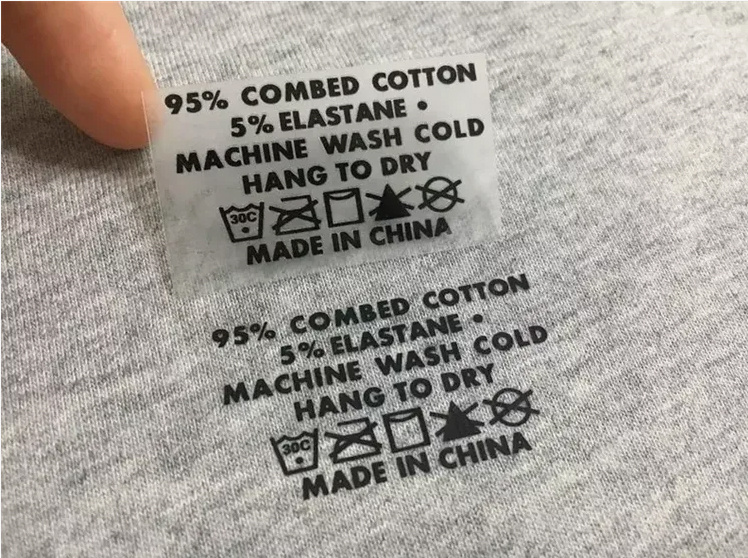 95% COMBED COTTON
5% ELASTANE •
MACHINE WASH COLD
HANG TO DRY
30C
MADE IN CHINA
95% COMBED COTTON
5% ELASTANE •
MACHINE WASH COLD
HANG TO DRY
30C
MADE IN CHINA